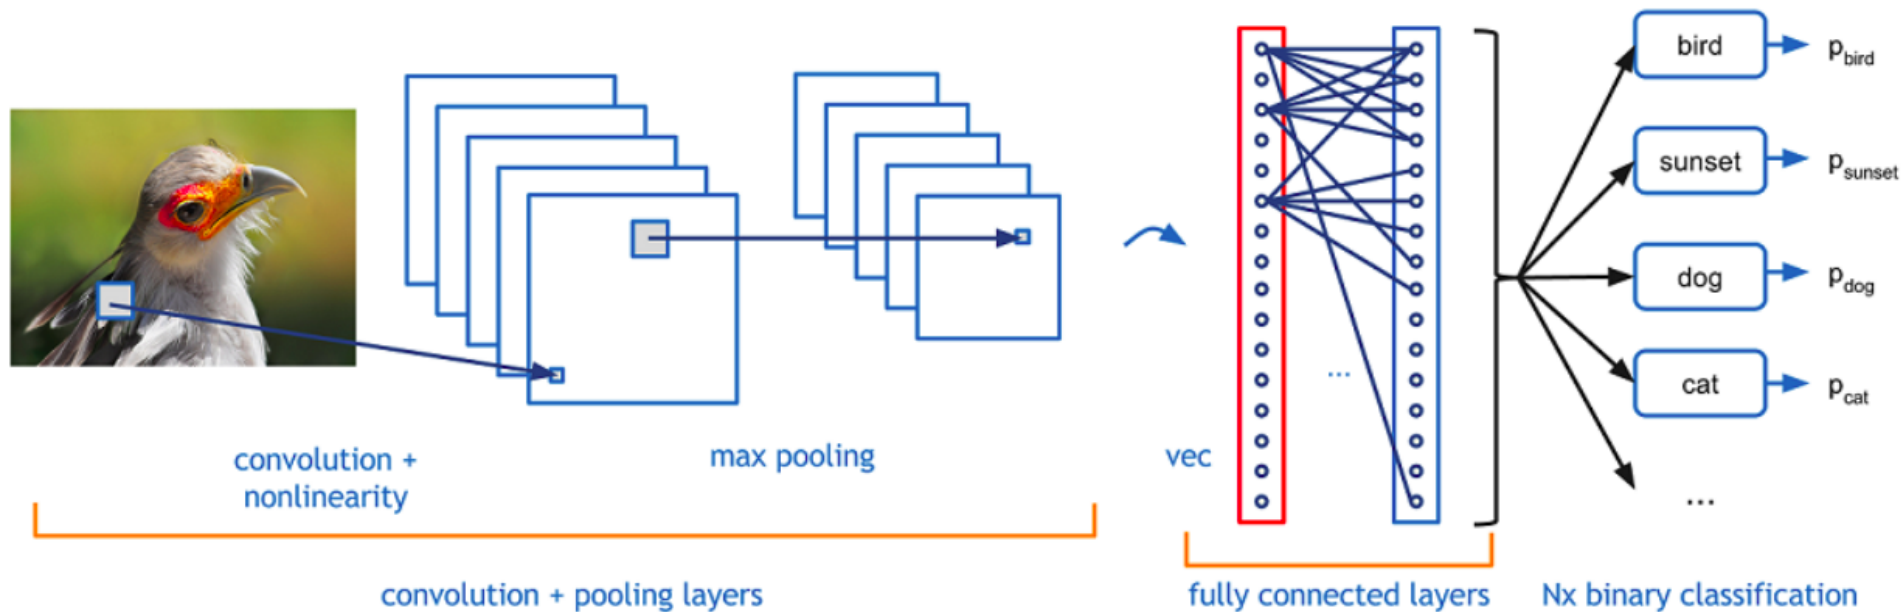 convolution +
nonlinearity
max pooling
convolution + pooling layers
vec
...
fully connected layers
bird
p_bird
sunset
p_sunset
dog
p_dog
cat
p_cat
...
Nx binary classification